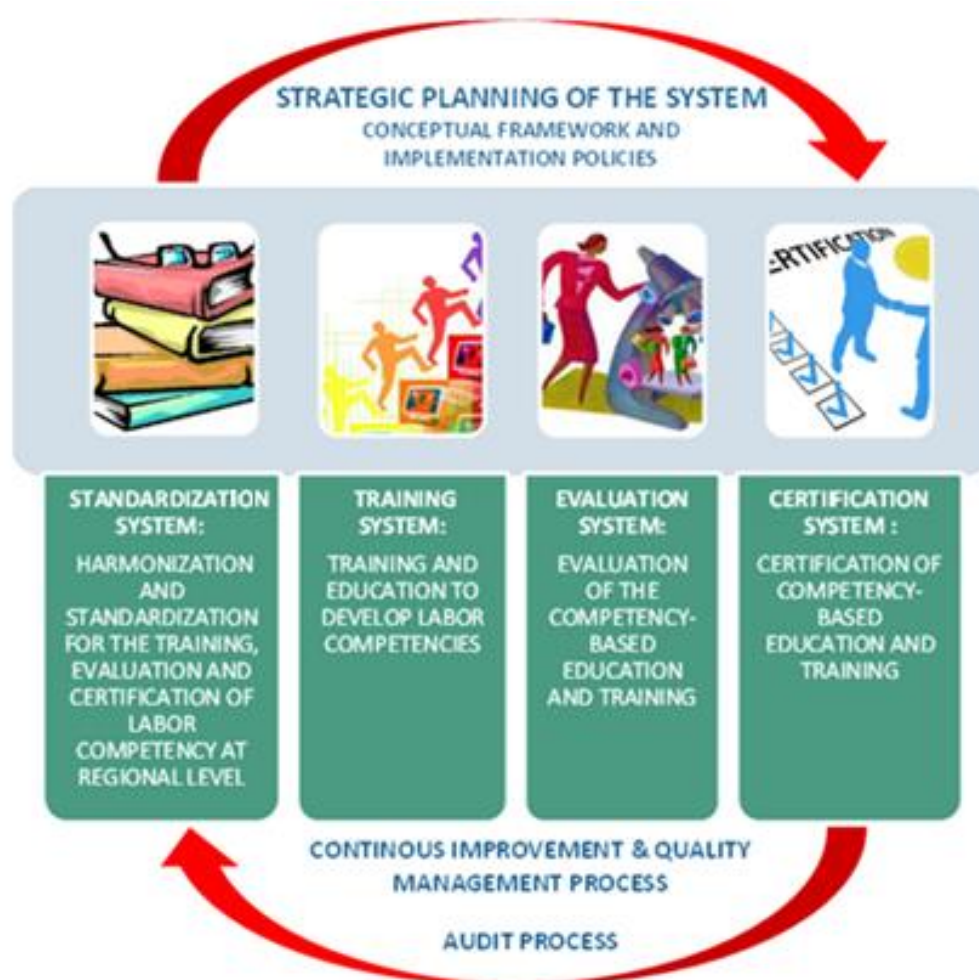 STRATEGIC PLANNING OF THE SYSTEM
CONCEPTUAL FRAMEWORK AND
IMPLEMENTATION POLICIES
ERTIFICATION
STANDARDIZATION
SYSTEM:
HARMONIZATION
AND
STANDARDIZATION
FOR THE TRAINING,
EVALUATION AND
CERTIFICATION OF
LABOR
COMPETENCY AT
REGIONAL LEVEL
TRAINING
SYSTEM:
TRAINING AND
EDUCATION TO
DEVELOP LABOR
COMPETENCIES
EVALUATION
SYSTEM:
EVALUATION
OF THE
COMPETENCY-
BASED
EDUCATION
AND TRAINING
CERTIFICATION
SYSTEM :
CERTIFICATION OF
COMPETENCY-
BASED
EDUCATION AND
TRAINING
CONTINOUS IMPROVEMENT & QUALITY
MANAGEMENT PROCESS
AUDIT PROCESS